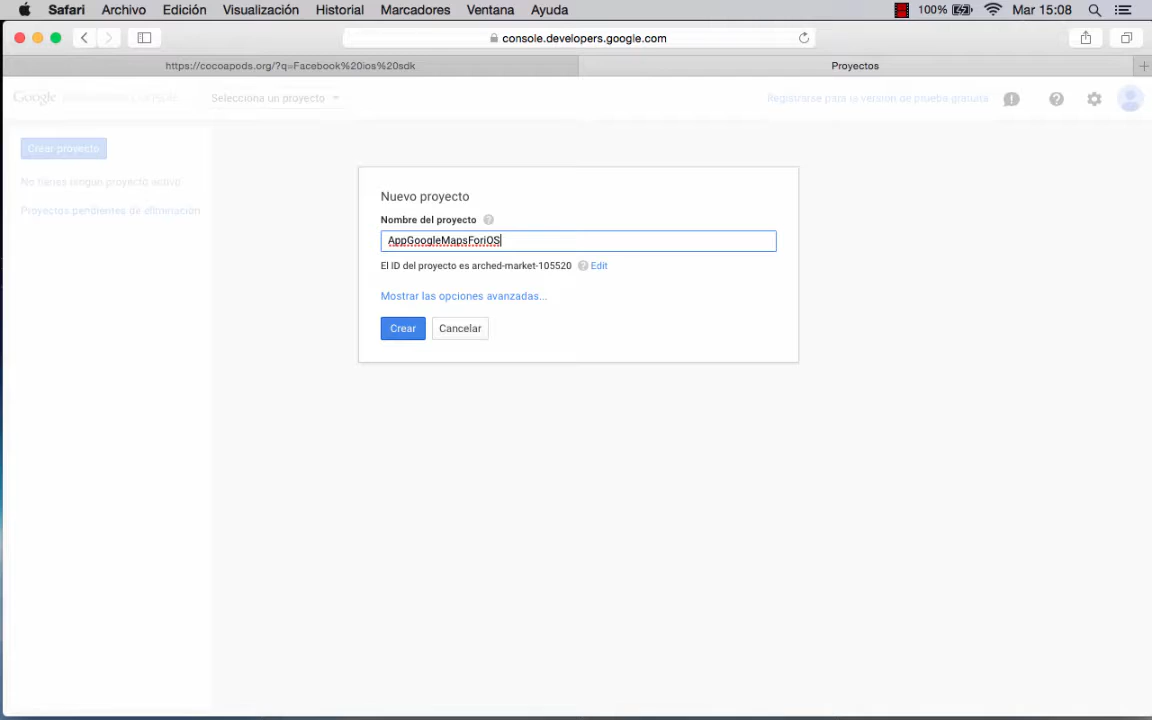 Safari Archivo Edición Visualización Historial Marcadores Ventana Ayuda 100% Mar 15:08
console.developers.google.com
https://cocoapods.org/?q=Facebook%20ios%20sdk Proyectos
Google Selecciona un proyecto Registrarse para la versión de prueba gratuita
Crear proyecto
No tienes ningún proyecto activo
Proyectos pendientes de eliminación
Nuevo proyecto
Nombre del proyecto
AppGoogleMapsForiOS
El ID del proyecto es arched-market-105520 Edit
Mostrar las opciones avanzadas...
Crear Cancelar